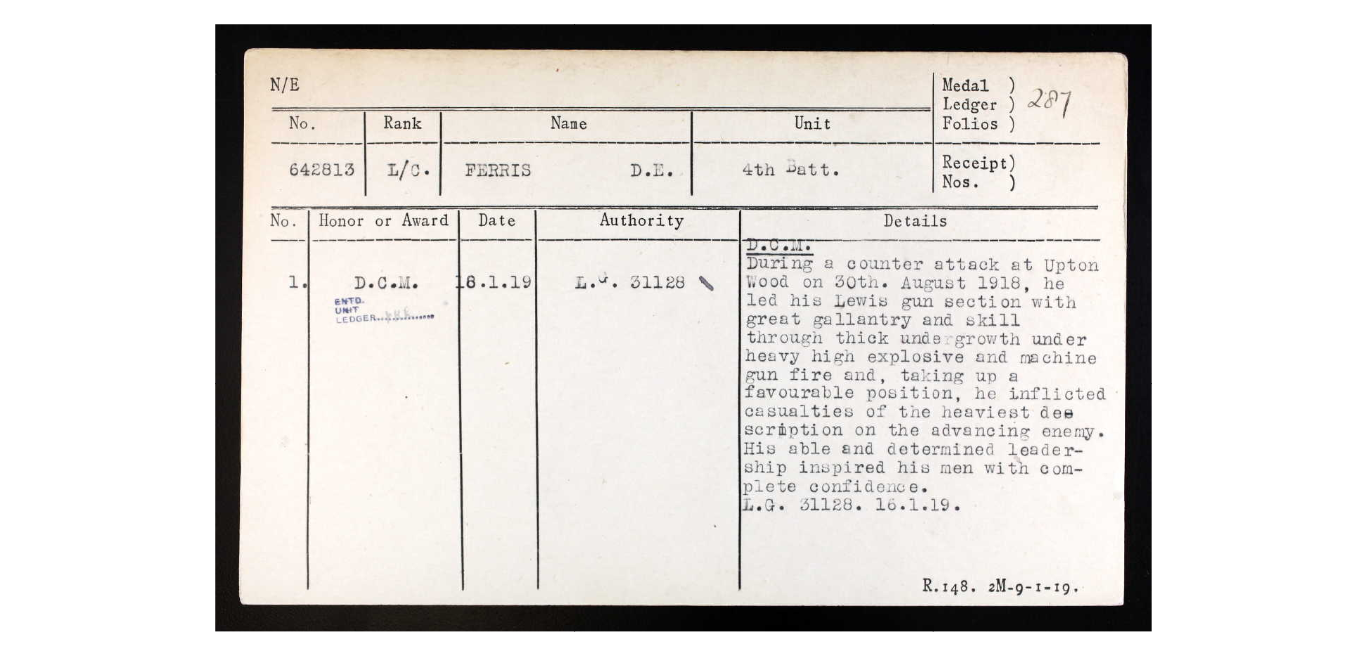 N/E
Medal )
Ledger ) 287
Folios )
No. Rank Name Unit
642813 L/C. FERRIS D.E. 4th Batt.
Receipt)
Nos. )
No. Honor or Award Date Authority Details
D.C.M.
1. D.C.M. 18.1.19 L.G. 31128
ENTD.
UNIT
LEDGER
During a counter attack at Upton
Wood on 30th. August 1918, he
led his Lewis gun section with
great gallantry and skill
through thick undergrowth under
heavy high explosive and machine
gun fire and, taking up a
favourable position, he inflicted
casualties of the heaviest de
scription on the advancing enemy.
His able and determined leader-
ship inspired his men with com-
plete confidence.
L.G. 31128. 16.1.19.
R.148. 2M-9-1-19.